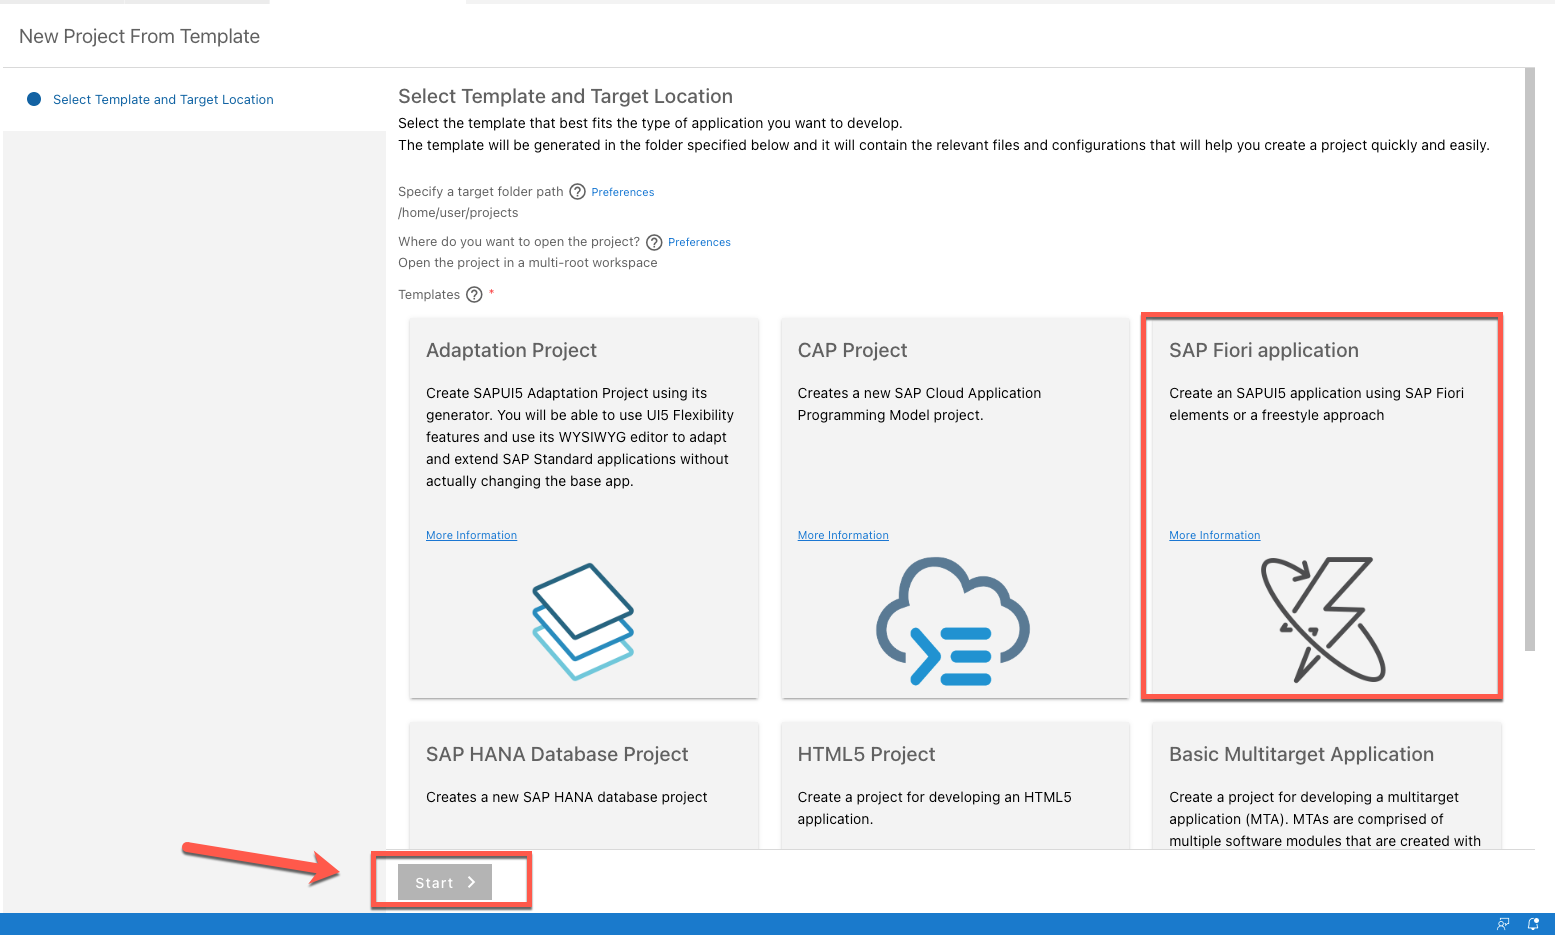 New Project From Template
Select Template and Target Location
Select Template and Target Location
Select the template that best fits the type of application you want to develop.
The template will be generated in the folder specified below and it will contain the relevant files and configurations that will help you create a project quickly and easily.
Specify a target folder path ? Preferences
/home/user/projects
Where do you want to open the project? ? Preferences
Open the project in a multi-root workspace
Templates ? *
Adaptation Project
Create SAPUI5 Adaptation Project using its
generator. You will be able to use UI5 Flexibility
features and use its WYSIWYG editor to adapt
and extend SAP Standard applications without
actually changing the base app.
More Information
CAP Project
Creates a new SAP Cloud Application
Programming Model project.
More Information
SAP Fiori application
Create an SAPUI5 application using SAP Fiori
elements or a freestyle approach
More Information
SAP HANA Database Project
Creates a new SAP HANA database project
HTML5 Project
Create a project for developing an HTML5
application.
Basic Multitarget Application
Create a project for developing a multitarget
application (MTA). MTAs are comprised of
multiple software modules that are created with
Start